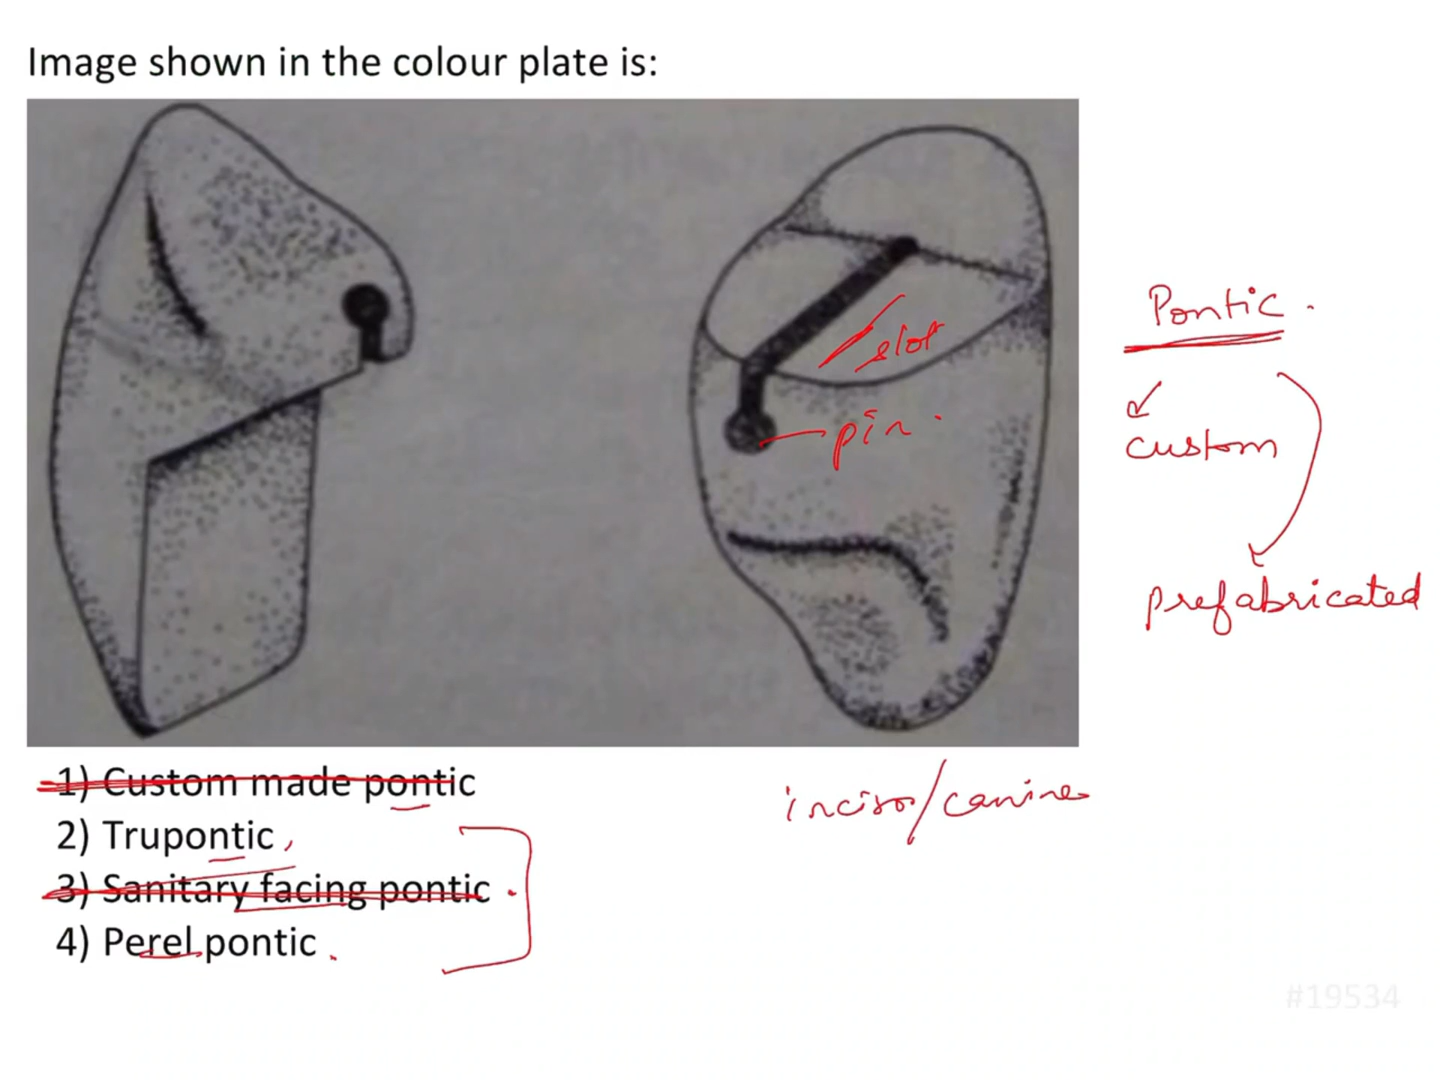 Image shown in the colour plate is:
slot
pin
Pontic
custom
prefabricated
1) Custom made pontic
2) Trupontic
3) Sanitary facing pontic
4) Perel pontic
incisor/canines
#19534